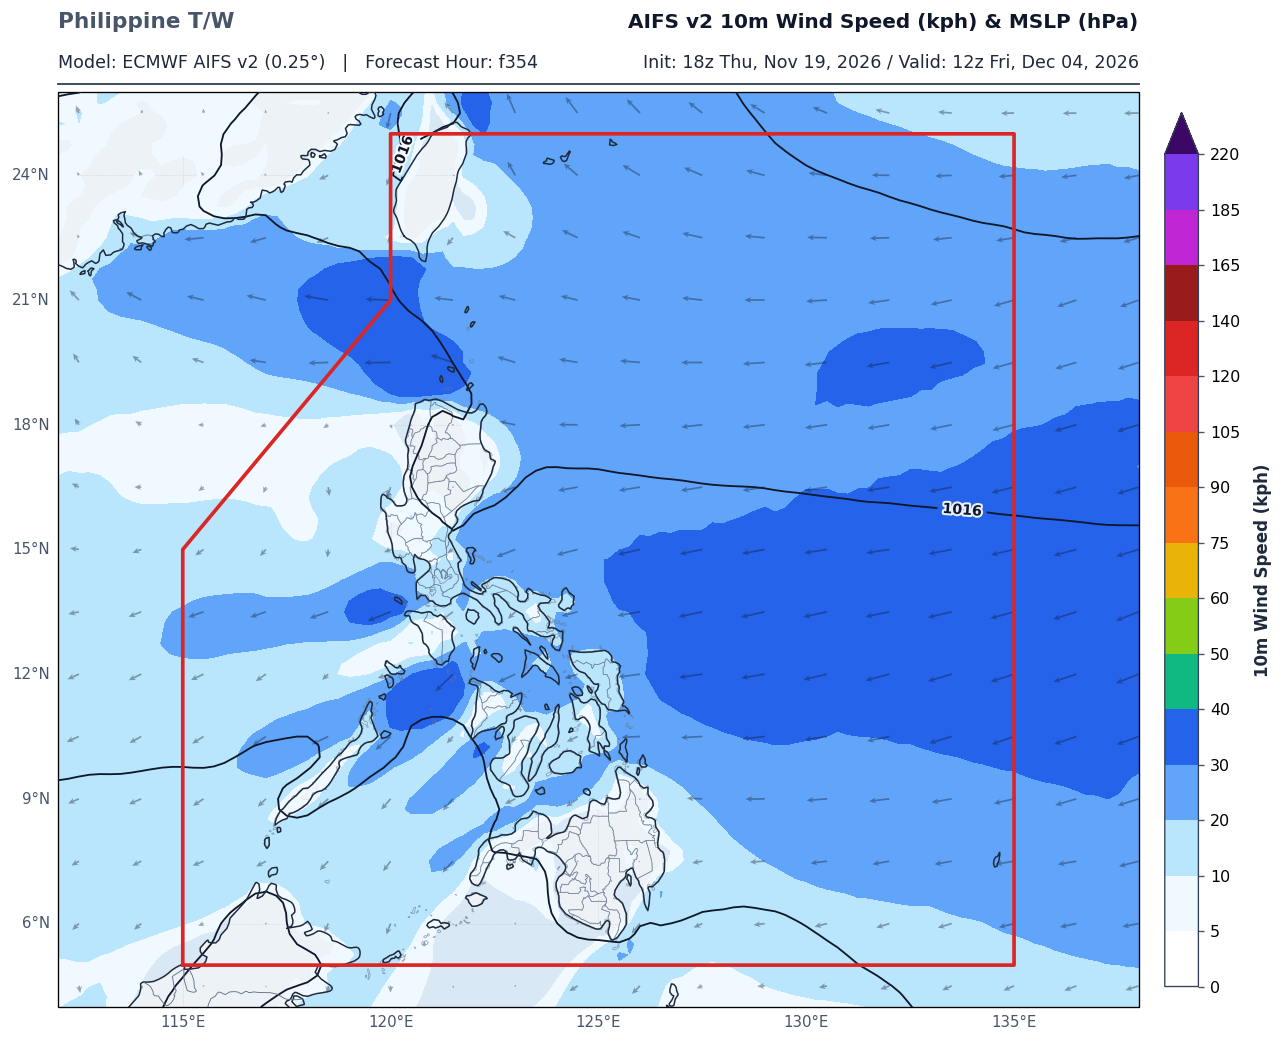 Philippine T/W
AIFS v2 10m Wind Speed (kph) & MSLP (hPa)
Model: ECMWF AIFS v2 (0.25°) | Forecast Hour: f354
Init: 18z Thu, Nov 19, 2026 / Valid: 12z Fri, Dec 04, 2026
1016
1016
24°N
21°N
18°N
15°N
12°N
9°N
6°N
115°E
120°E
125°E
130°E
135°E
220
185
165
140
120
105
90
75
60
50
40
30
20
10
5
0
10m Wind Speed (kph)